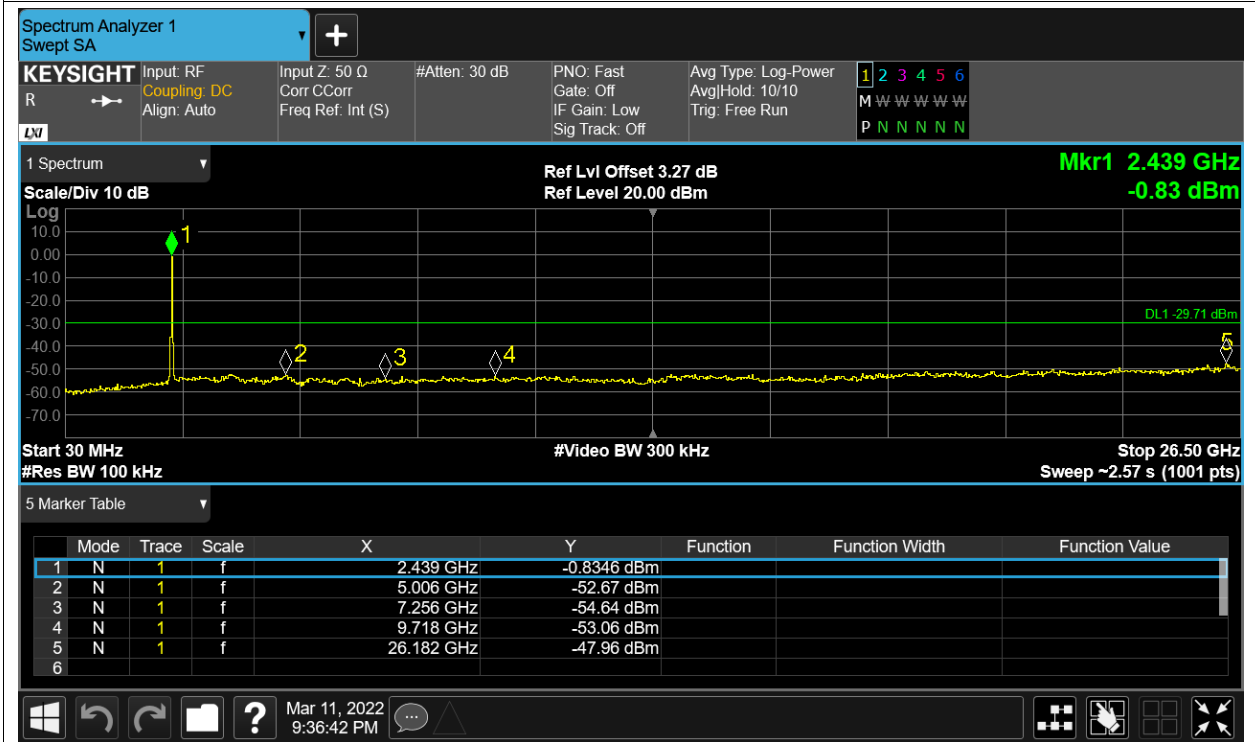 Spectrum Analyzer 1
Swept SA
+
KEYSIGHT
R
LXI
Input: RF
Coupling: DC
Align: Auto
Input Z: 50 Ω
Corr CCorr
Freq Ref: Int (S)
#Atten: 30 dB
PNO: Fast
Gate: Off
IF Gain: Low
Sig Track: Off
Avg Type: Log-Power
Avg|Hold: 10/10
Trig: Free Run
1 2 3 4 5 6
M W W W W W
P N N N N N
1 Spectrum
Scale/Div 10 dB
Ref Lvl Offset 3.27 dB
Ref Level 20.00 dBm
Mkr1 2.439 GHz
-0.83 dBm
Log
10.0
0.00
-10.0
-20.0
-30.0
-40.0
-50.0
-60.0
-70.0
1
2
3
4
5
DL1 -29.71 dBm
Start 30 MHz
#Video BW 300 kHz
Stop 26.50 GHz
#Res BW 100 kHz
Sweep ~2.57 s (1001 pts)
5 Marker Table
Mode Trace Scale X Y Function Function Width Function Value
1 N 1 f 2.439 GHz -0.8346 dBm
2 N 1 f 5.006 GHz -52.67 dBm
3 N 1 f 7.256 GHz -54.64 dBm
4 N 1 f 9.718 GHz -53.06 dBm
5 N 1 f 26.182 GHz -47.96 dBm
6
?
Mar 11, 2022
9:36:42 PM